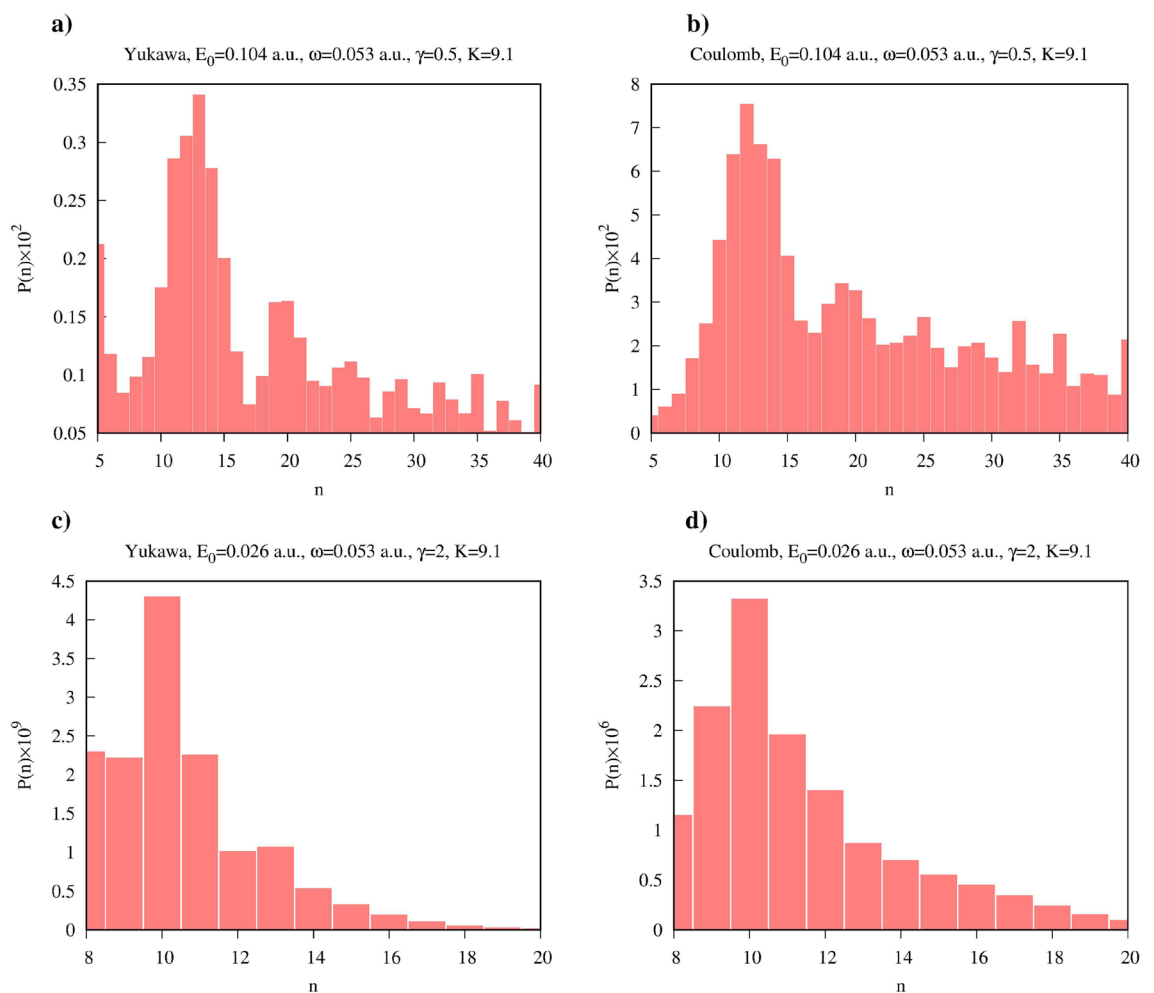 a)
Yukawa, E₀=0.104 a.u., ω=0.053 a.u., γ=0.5, K=9.1
0.35
0.3
0.25
0.2
0.15
0.1
0.05
P(n)×10²
5 10 15 20 25 30 35 40
n
b)
Coulomb, E₀=0.104 a.u., ω=0.053 a.u., γ=0.5, K=9.1
8
7
6
5
4
3
2
1
0
P(n)×10²
5 10 15 20 25 30 35 40
n
c)
Yukawa, E₀=0.026 a.u., ω=0.053 a.u., γ=2, K=9.1
4.5
4
3.5
3
2.5
2
1.5
1
0.5
0
P(n)×10⁹
8 10 12 14 16 18 20
n
d)
Coulomb, E₀=0.026 a.u., ω=0.053 a.u., γ=2, K=9.1
3.5
3
2.5
2
1.5
1
0.5
0
P(n)×10⁶
8 10 12 14 16 18 20
n